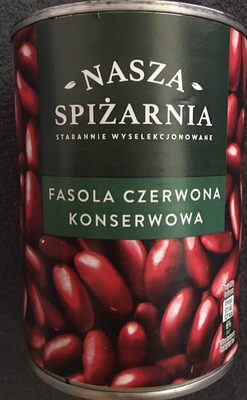 NASZA
SPIŻARNIA
STARANNIE WYSELEKCJONOWANE
FASOLA CZERWONA
KONSERWOWA